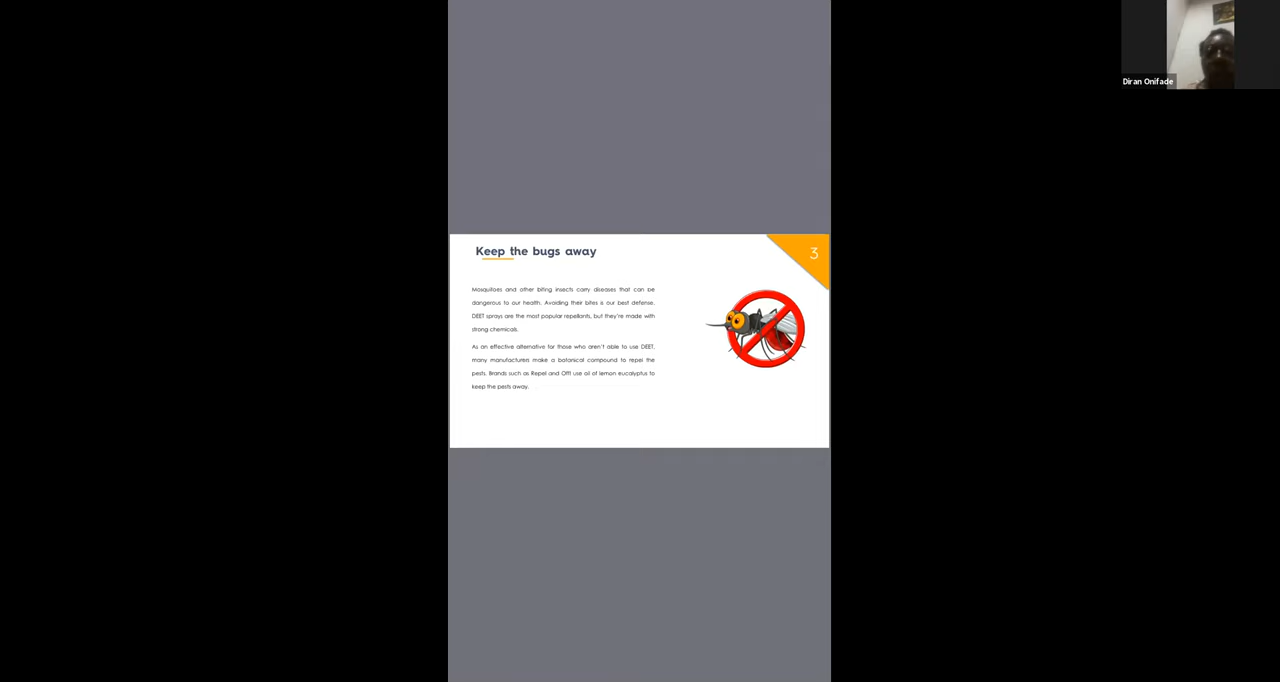 Diran Onifade
Keep the bugs away
3
Mosquitoes and other biting insects carry diseases that can be
dangerous to our health. Avoiding their bites is our best defense.
DEET sprays are the most popular repellants, but they're made with
strong chemicals.
As an effective alternative for those who aren't able to use DEET,
many manufacturers make a botanical compound to repel the
pests. Brands such as Repel and Off! use oil of lemon eucalyptus to
keep the pests away.